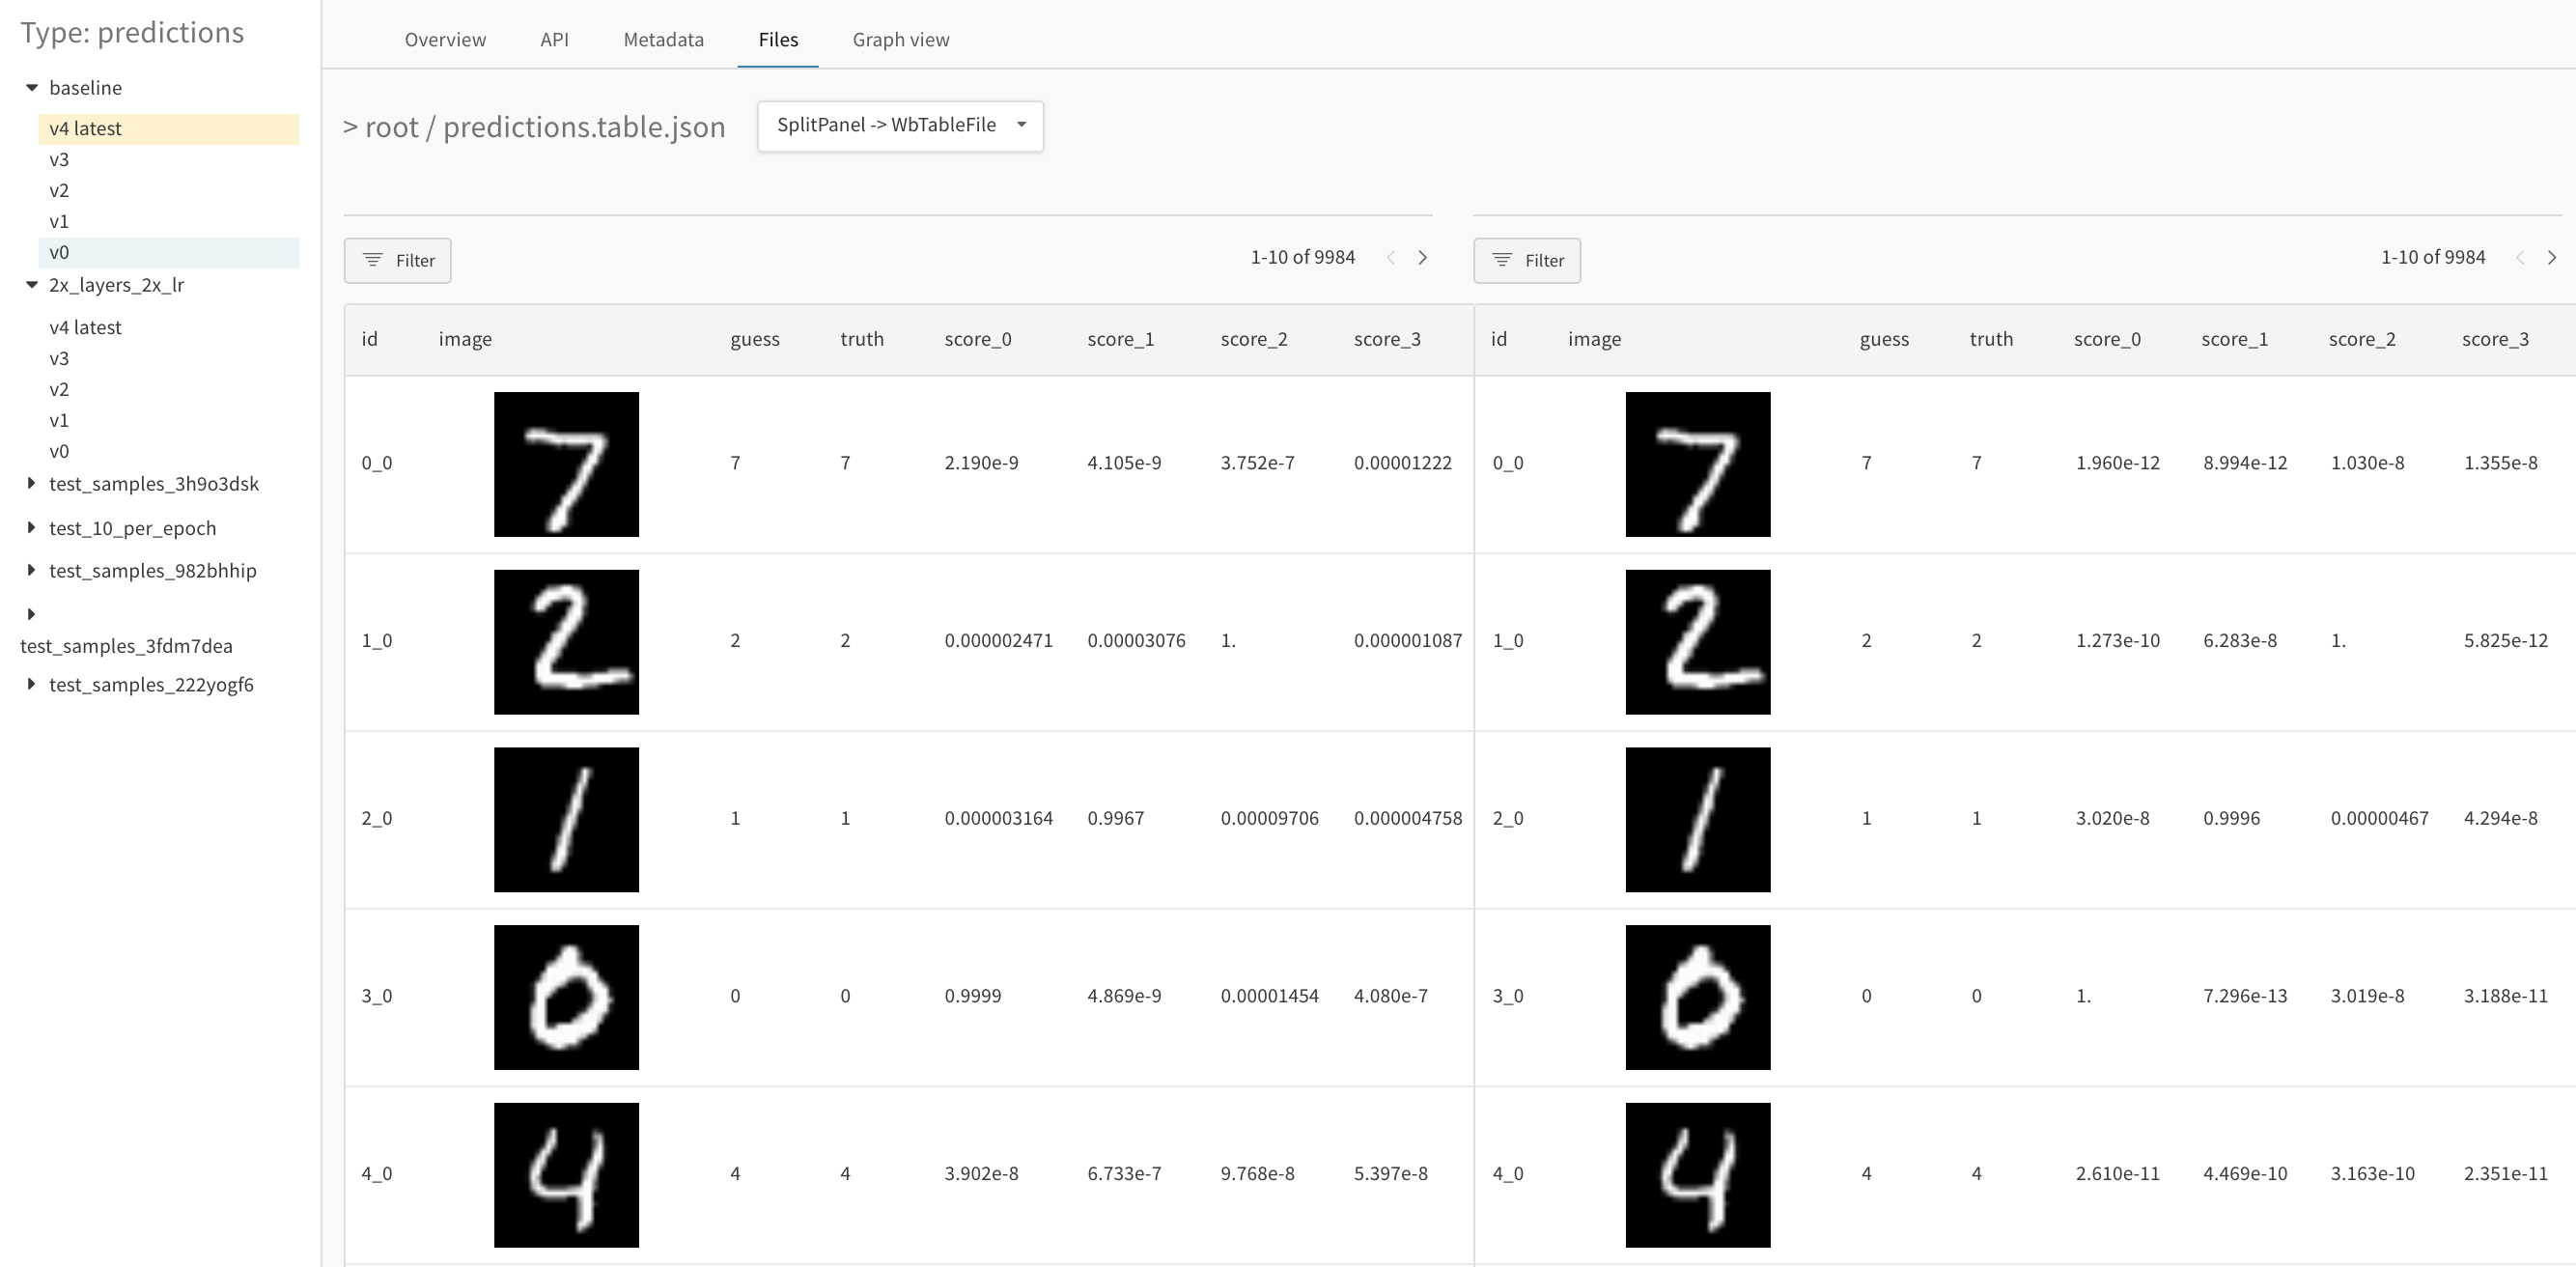 Type: predictions
baseline
v4 latest
v3
v2
v1
v0
2x_layers_2x_lr
v4 latest
v3
v2
v1
v0
test_samples_3h9o3dsk
test_10_per_epoch
test_samples_982bhhip
test_samples_3fdm7dea
test_samples_222yogf6
Overview API Metadata Files Graph view
> root / predictions.table.json SplitPanel -> WbTableFile
Filter 1-10 of 9984 < >
id image guess truth score_0 score_1 score_2 score_3
0_0 7 7 7 2.190e-9 4.105e-9 3.752e-7 0.00001222
1_0 2 2 2 0.000002471 0.00003076 1. 0.000001087
2_0 1 1 1 0.000003164 0.9967 0.00009706 0.000004758
3_0 0 0 0 0.9999 4.869e-9 0.00001454 4.080e-7
4_0 4 4 4 3.902e-8 6.733e-7 9.768e-8 5.397e-8
Filter 1-10 of 9984 < >
id image guess truth score_0 score_1 score_2 score_3
0_0 7 7 7 1.960e-12 8.994e-12 1.030e-8 1.355e-8
1_0 2 2 2 1.273e-10 6.283e-8 1. 5.825e-12
2_0 1 1 1 3.020e-8 0.9996 0.00000467 4.294e-8
3_0 0 0 0 1. 7.296e-13 3.019e-8 3.188e-11
4_0 4 4 4 2.610e-11 4.469e-10 3.163e-10 2.351e-11